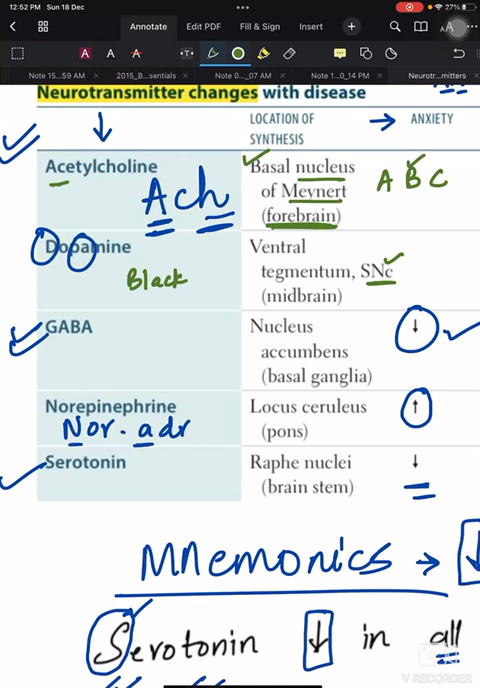 12:52 PM Sun 18 Dec
27%
Annotate Edit PDF Fill & Sign Insert
Note 15...59 AM 2015_B...sentials Note 0..._07 AM Note 1...0_14 PM Neurotr...mitters
Neurotransmitter changes with disease
LOCATION OF SYNTHESIS → ANXIETY
Acetylcholine
Ach
Basal nucleus
of Meynert
(forebrain)
A B C
Dopamine
Black
Ventral
tegmentum, SNc
(midbrain)
GABA
Nucleus
accumbens
(basal ganglia)
↓
Norepinephrine
Nor. adr
Locus ceruleus
(pons)
↑
Serotonin
Raphe nuclei
(brain stem)
↓
Mnemonics → ↓
Serotonin ↓ in all
V RECORDER